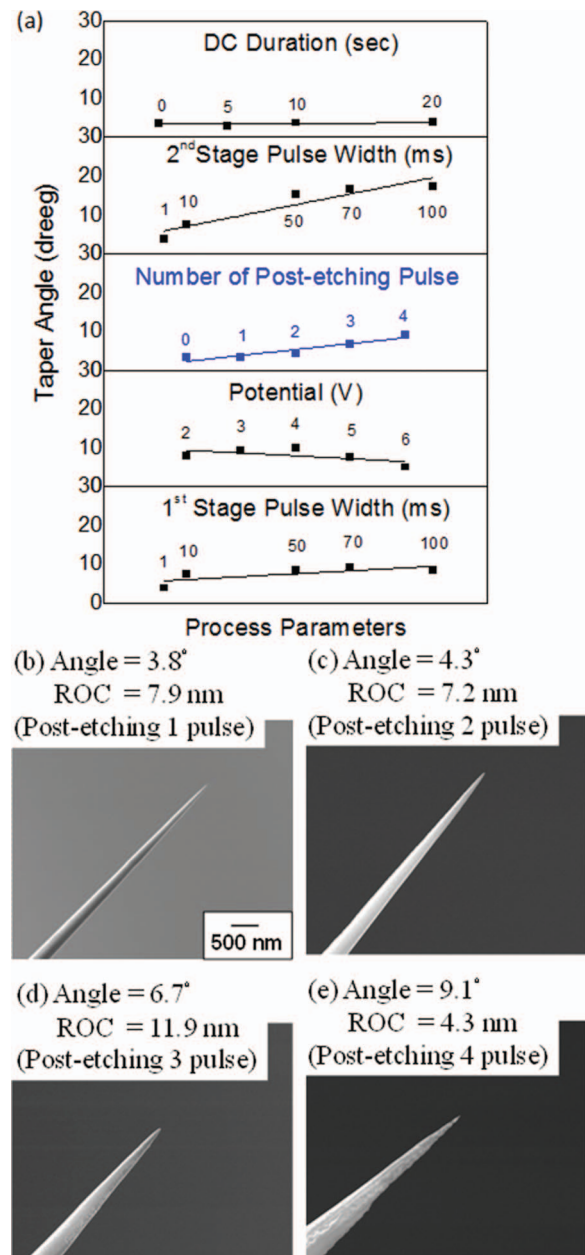 (a)
30
DC Duration (sec)
20
10
0 5 10 20
30
2nd Stage Pulse Width (ms)
20
10
1 10 50 70 100
30
Number of Post-etching Pulse
20
10
0 1 2 3 4
30
Potential (V)
20
10
2 3 4 5 6
30
1st Stage Pulse Width (ms)
20
10
1 10 50 70 100
0
Taper Angle (dreeg)
Process Parameters
(b) Angle = 3.8°
ROC = 7.9 nm
(Post-etching 1 pulse)
500 nm
(c) Angle = 4.3°
ROC = 7.2 nm
(Post-etching 2 pulse)
(d) Angle = 6.7°
ROC = 11.9 nm
(Post-etching 3 pulse)
(e) Angle = 9.1°
ROC = 4.3 nm
(Post-etching 4 pulse)